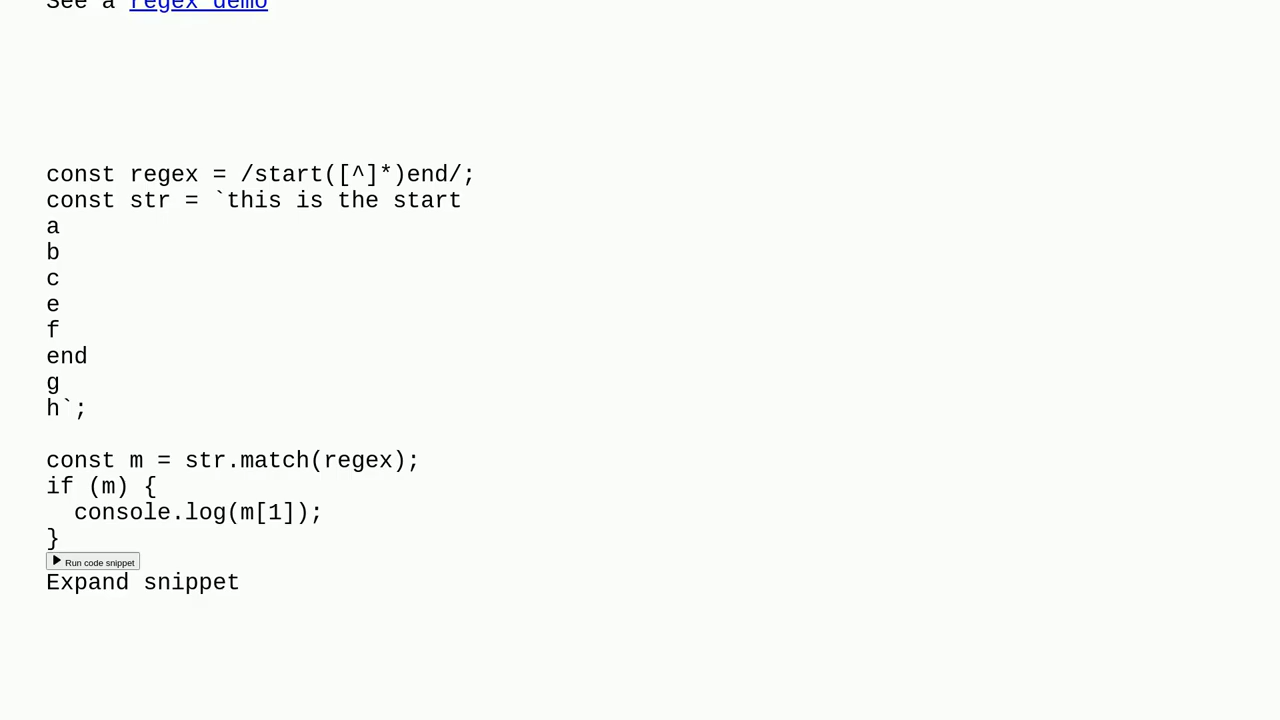 See a regex demo
const regex = /start([^]*)end/;
const str = `this is the start
a
b
c
e
f
end
g
h`;
const m = str.match(regex);
if (m) {
  console.log(m[1]);
}
Run code snippet
Expand snippet